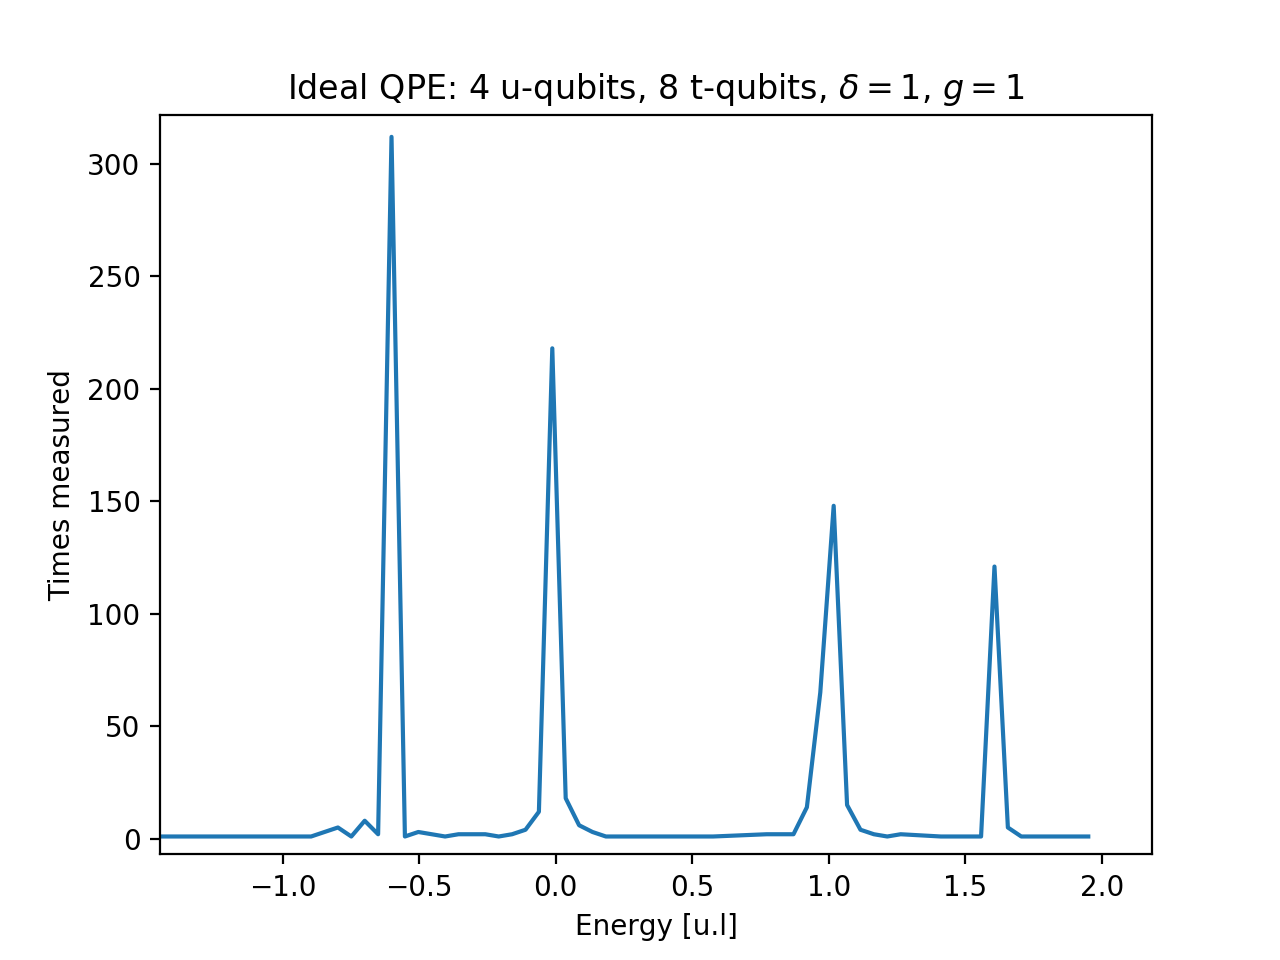 Ideal QPE: 4 u-qubits, 8 t-qubits, δ = 1, g = 1
Times measured
300
250
200
150
100
50
0
−1.0 −0.5 0.0 0.5 1.0 1.5 2.0
Energy [u.l]